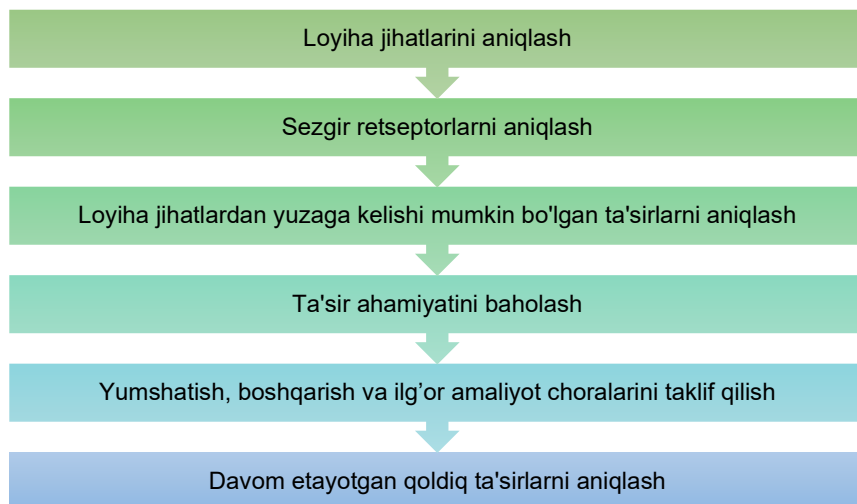 Loyiha jihatlarini aniqlash
Sezgir retseptorlarni aniqlash
Loyiha jihatlardan yuzaga kelishi mumkin bo'lgan ta'sirlarni aniqlash
Ta'sir ahamiyatini baholash
Yumshatish, boshqarish va ilg’or amaliyot choralarini taklif qilish
Davom etayotgan qoldiq ta'sirlarni aniqlash